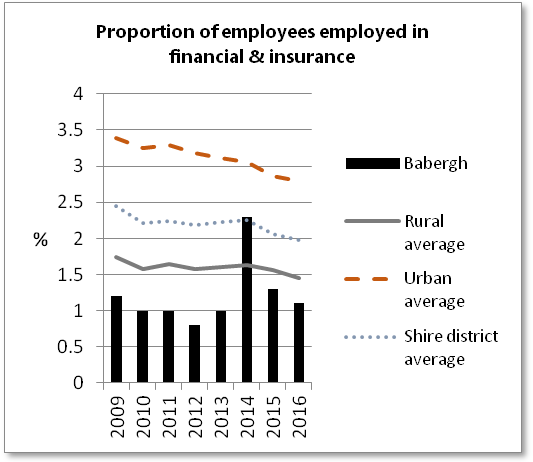 Proportion of employees employed in
financial & insurance
4
3.5
3
2.5
2
1.5
1
0.5
0
%
2009
2010
2011
2012
2013
2014
2015
2016
Babergh
Rural
average
Urban
average
Shire district
average